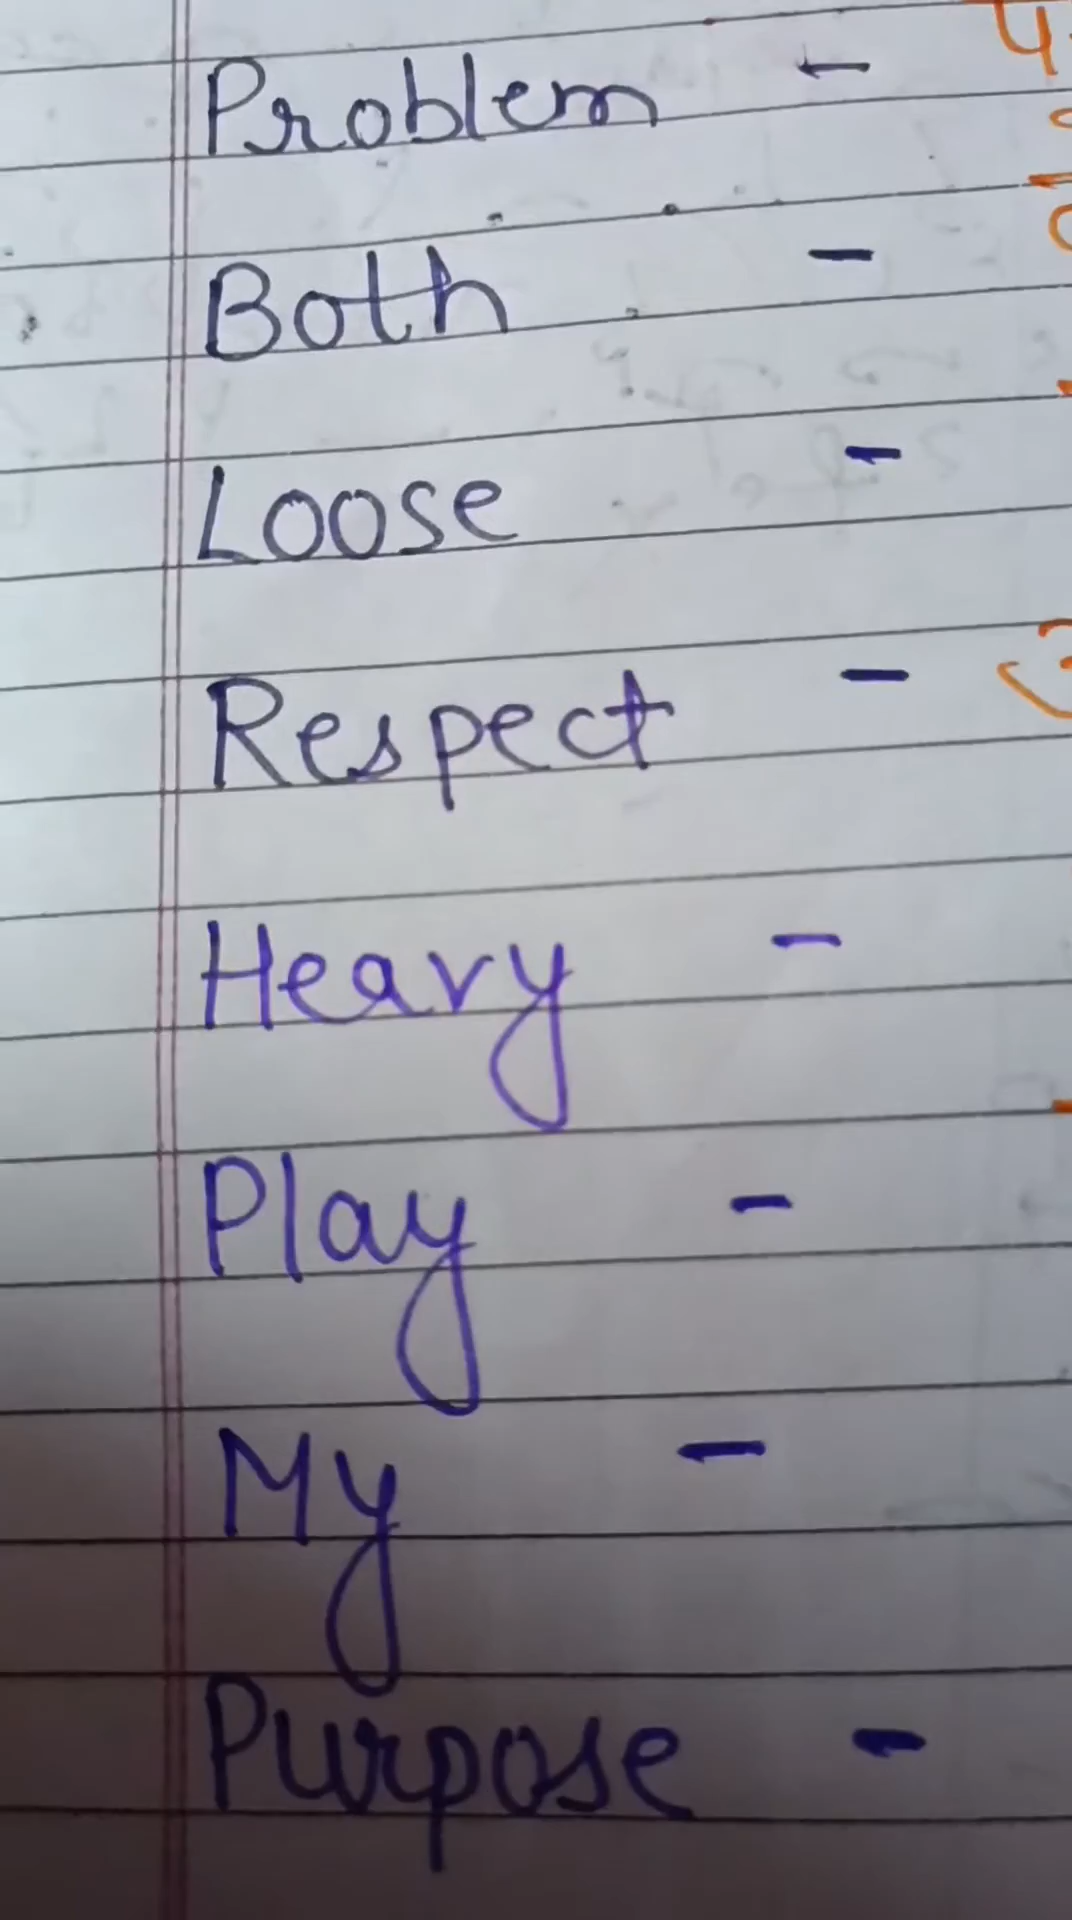 Problem -
Both -
Loose -
Respect -
Heavy -
Play -
My -
Purpose -